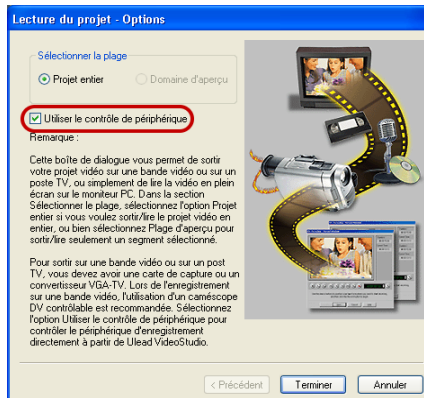 Lecture du projet - Options
Sélectionner la plage
Projet entier
Domaine d'aperçu
Utiliser le contrôle de périphérique
Remarque :
Cette boîte de dialogue vous permet de sortir
votre projet vidéo sur une bande vidéo ou sur un
poste TV, ou simplement de lire la vidéo en plein
écran sur le moniteur PC. Dans la section
Sélectionner le plage, sélectionnez l'option Projet
entier si vous voulez sortir/lire le projet vidéo en
entier, ou bien sélectionnez Plage d'aperçu pour
sortir/lire seulement un segment sélectionné.
Pour sortir sur une bande vidéo ou sur un post
TV, vous devez avoir une carte de capture ou un
convertisseur VGA-TV. Lors de l'enregistrement
sur une bande vidéo, l'utilisation d'un caméscope
DV contrôlable est recommandée. Sélectionnez
l'option Utiliser le contrôle de périphérique pour
contrôler le périphérique d'enregistrement
directement à partir de Ulead VideoStudio.
< Précédent
Terminer
Annuler